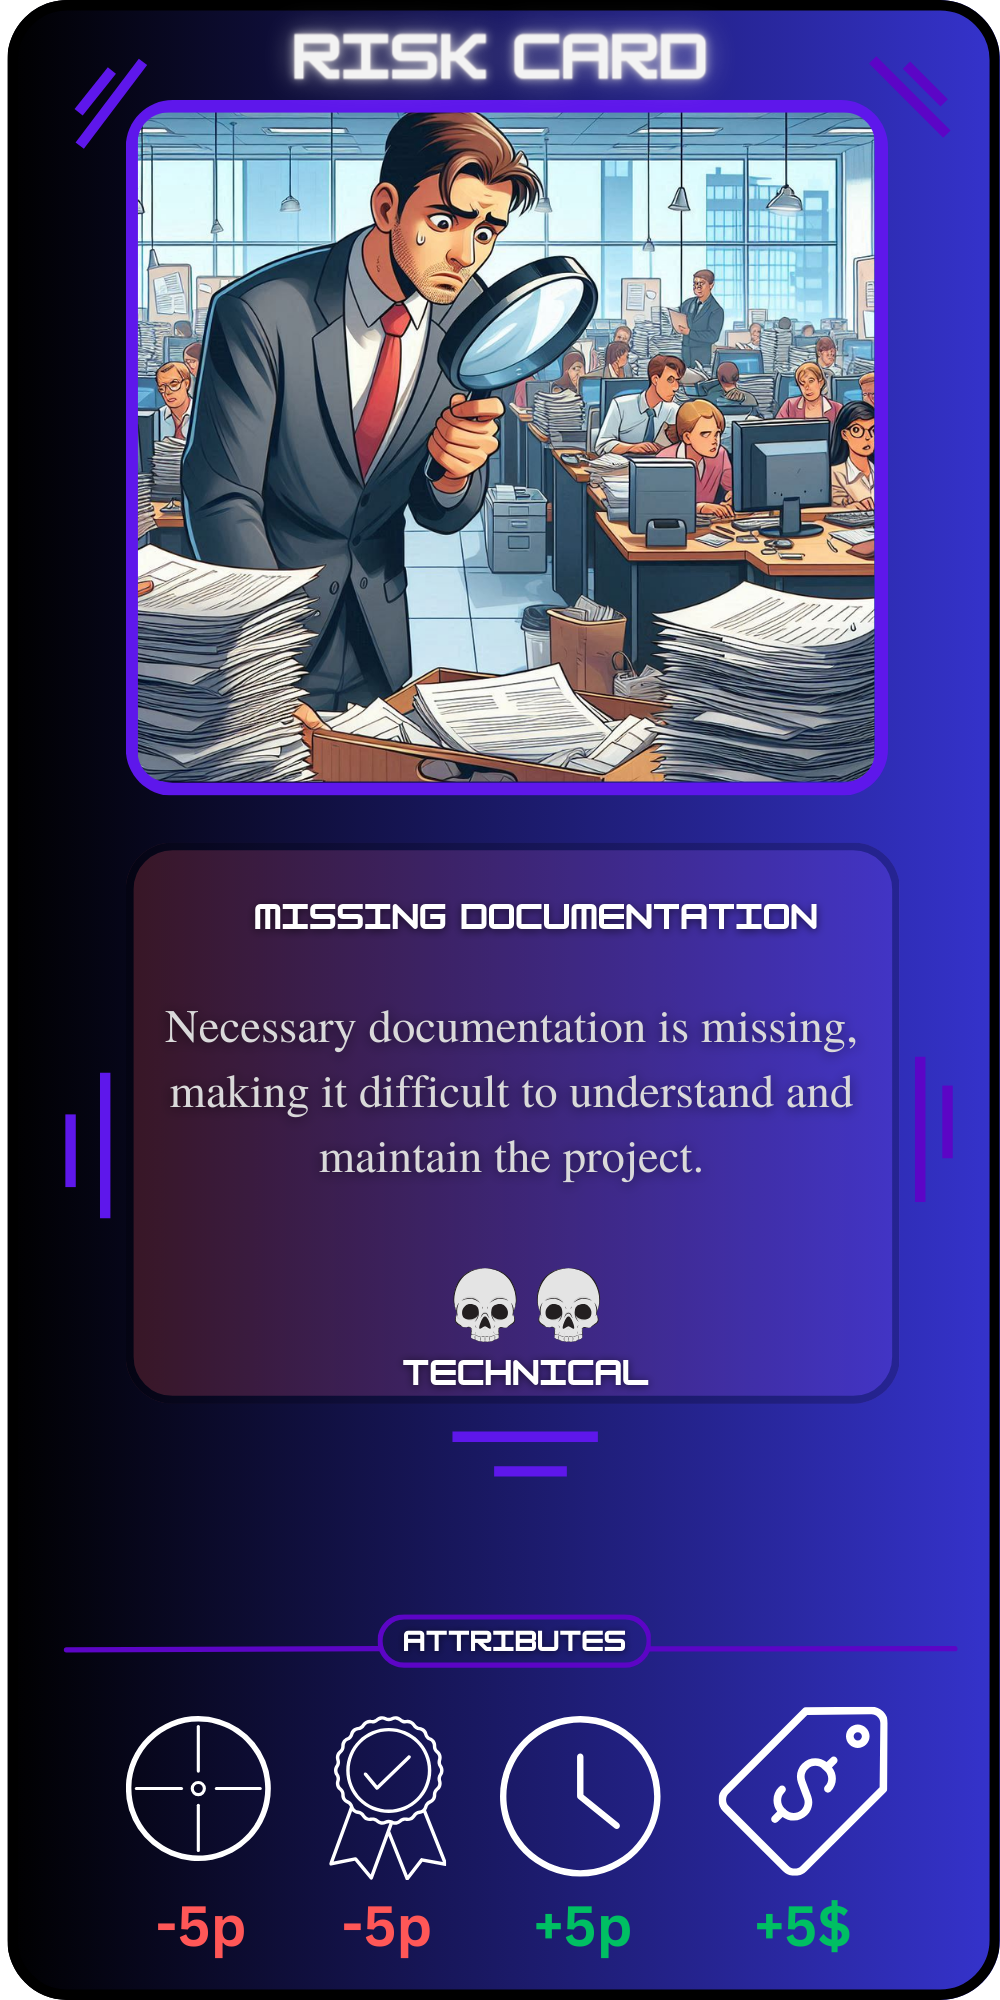 RISK CARD
MISSING DOCUMENTATION
Necessary documentation is missing,
making it difficult to understand and
maintain the project.
TECHNICAL
ATTRIBUTES
-5p -5p +5p +5$